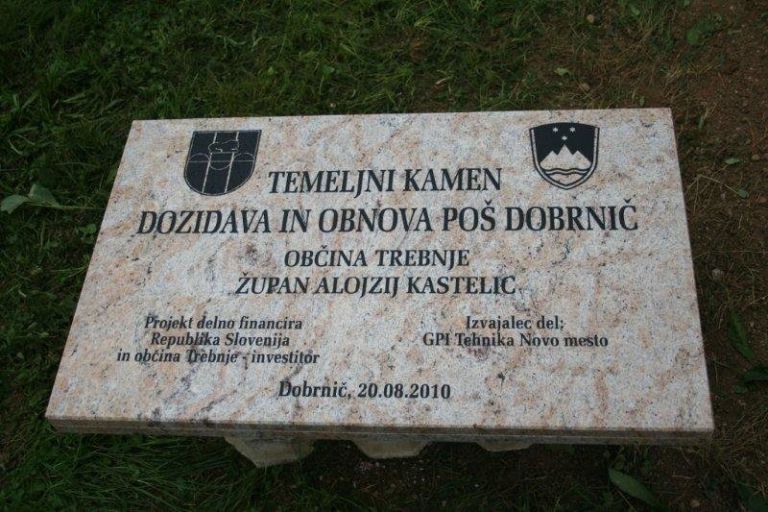 TEMELJNI KAMEN
DOZIDAVA IN OBNOVA POŠ DOBRNIČ
OBČINA TREBNJE
ŽUPAN ALOJZIJ KASTELIC
Projekt delno financira
Republika Slovenija
in občina Trebnje - investitor
Izvajalec del;
GPI Tehnika Novo mesto
Dobrnič, 20.08.2010